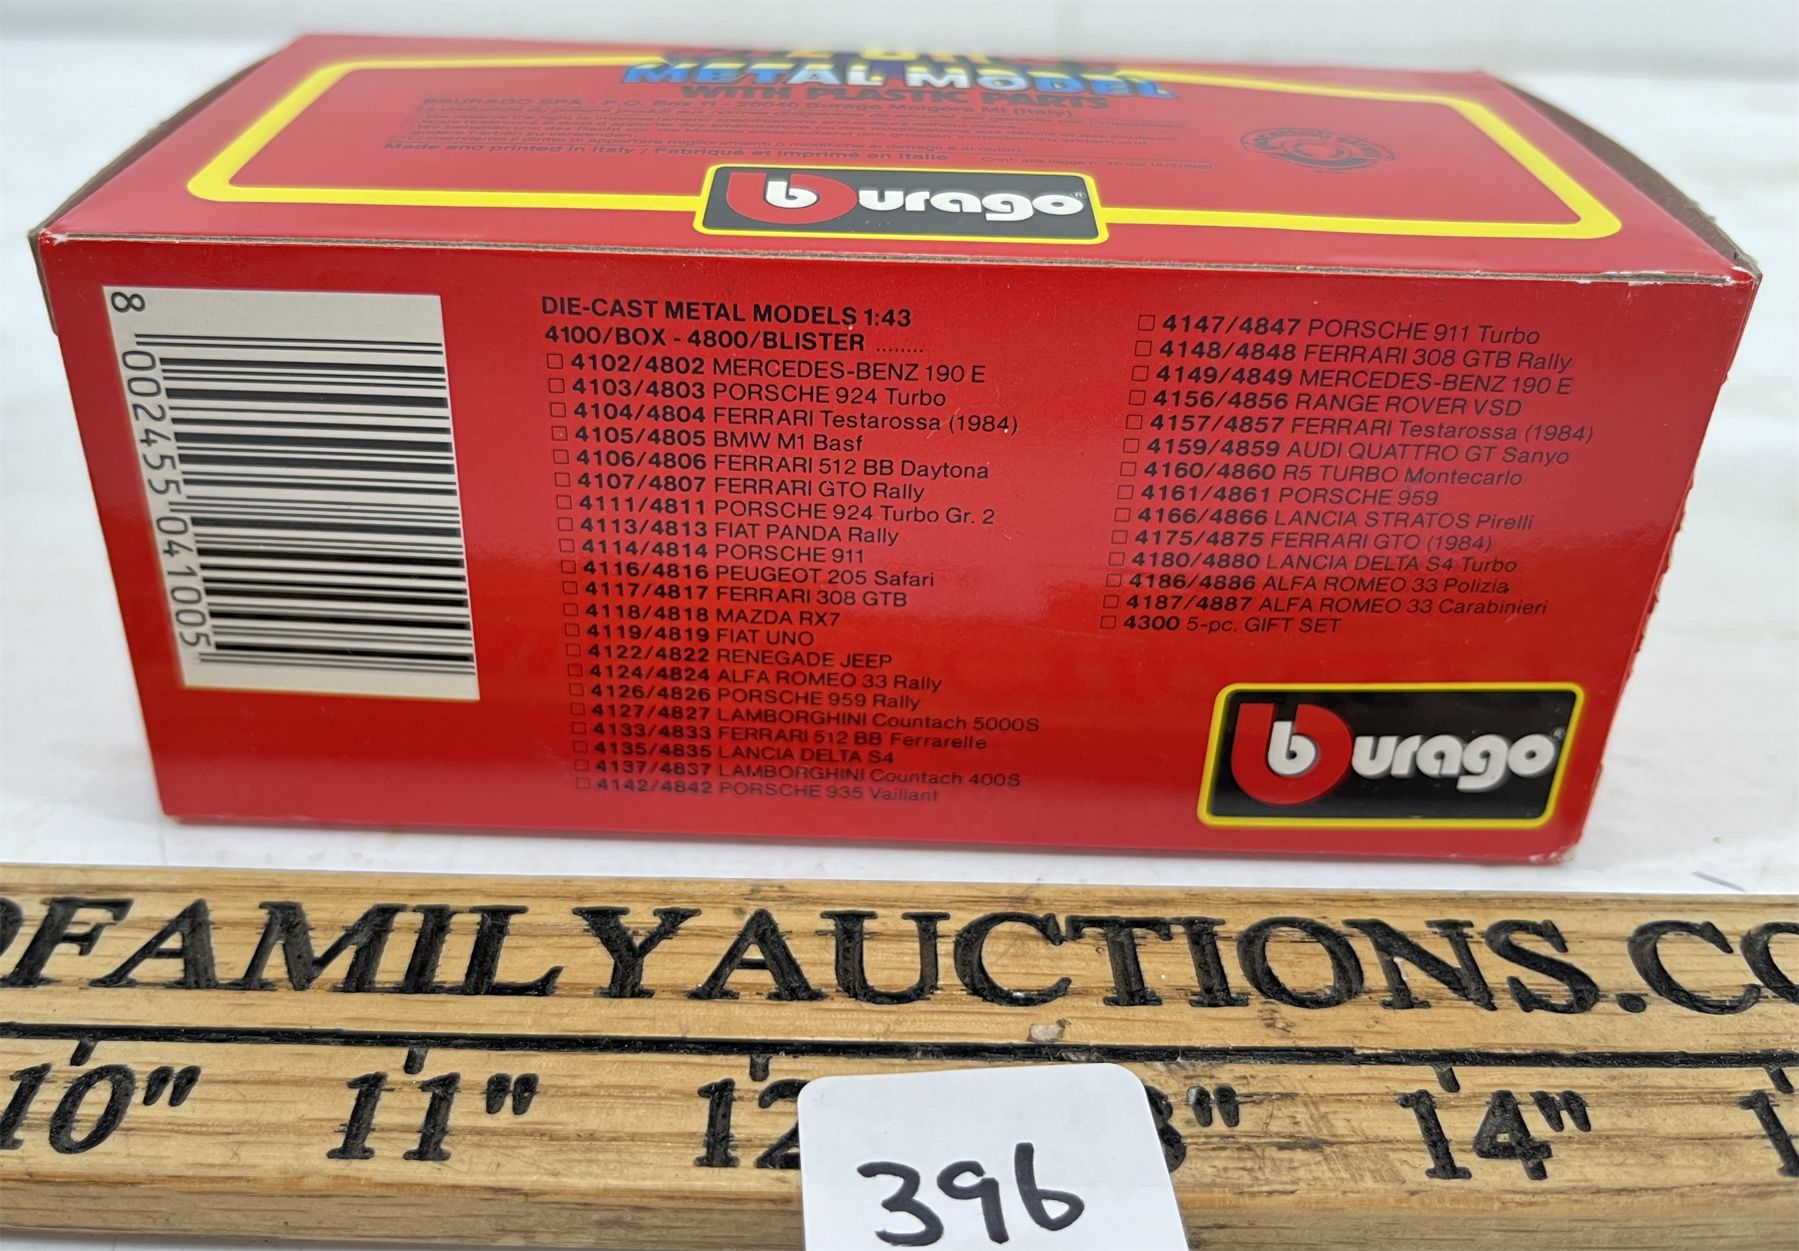 METAL MODEL
WITH PLASTIC PARTS
BBURAGO SPA - P.O. Box 11 - 20040 Burago Molgora MI (Italy)
Made and printed in Italy / Fabriqué et imprimé en Italie
burago
8 002455 041005
DIE-CAST METAL MODELS 1:43
4100/BOX - 4800/BLISTER ........
4102/4802 MERCEDES-BENZ 190 E
4103/4803 PORSCHE 924 Turbo
4104/4804 FERRARI Testarossa (1984)
4105/4805 BMW M1 Basf
4106/4806 FERRARI 512 BB Daytona
4107/4807 FERRARI GTO Rally
4111/4811 PORSCHE 924 Turbo Gr. 2
4113/4813 FIAT PANDA Rally
4114/4814 PORSCHE 911
4116/4816 PEUGEOT 205 Safari
4117/4817 FERRARI 308 GTB
4118/4818 MAZDA RX7
4119/4819 FIAT UNO
4122/4822 RENEGADE JEEP
4124/4824 ALFA ROMEO 33 Rally
4126/4826 PORSCHE 959 Rally
4127/4827 LAMBORGHINI Countach 5000S
4133/4833 FERRARI 512 BB Ferrarelle
4135/4835 LANCIA DELTA S4
4137/4837 LAMBORGHINI Countach 400S
4142/4842 PORSCHE 935 Vaillant
4147/4847 PORSCHE 911 Turbo
4148/4848 FERRARI 308 GTB Rally
4149/4849 MERCEDES-BENZ 190 E
4156/4856 RANGE ROVER VSD
4157/4857 FERRARI Testarossa (1984)
4159/4859 AUDI QUATTRO GT Sanyo
4160/4860 R5 TURBO Montecarlo
4161/4861 PORSCHE 959
4166/4866 LANCIA STRATOS Pirelli
4175/4875 FERRARI GTO (1984)
4180/4880 LANCIA DELTA S4 Turbo
4186/4886 ALFA ROMEO 33 Polizia
4187/4887 ALFA ROMEO 33 Carabinieri
4300 5-pc. GIFT SET
burago
FAMILYAUCTIONS.CO
10" 11" 12 3" 14" 1
396